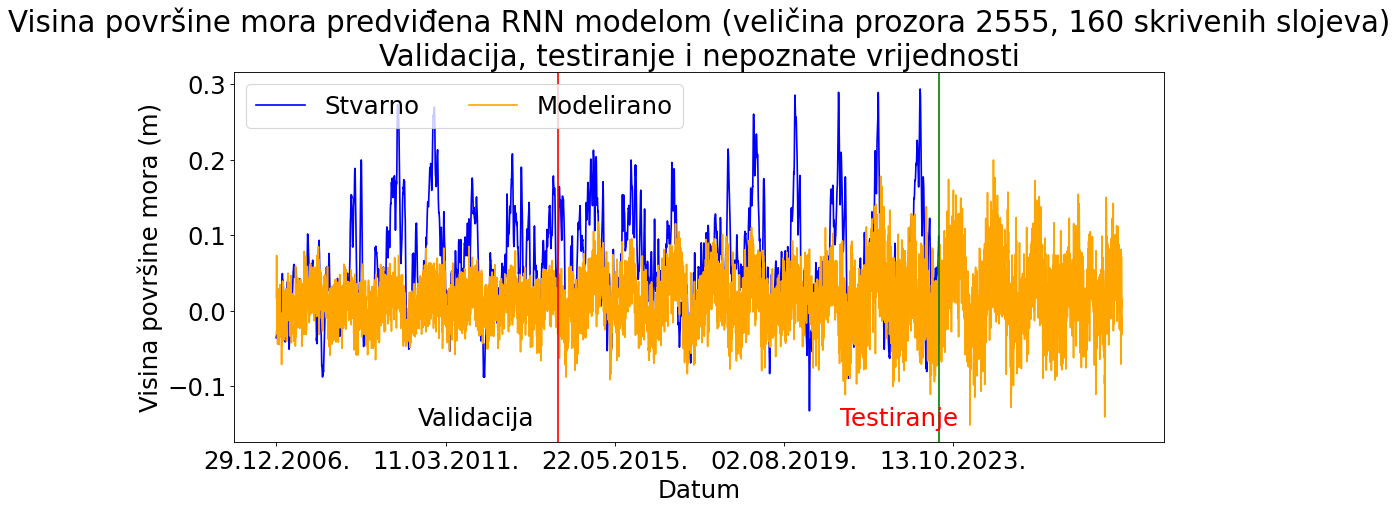 Visina površine mora predviđena RNN modelom (veličina prozora 2555, 160 skrivenih slojeva)
Validacija, testiranje i nepoznate vrijednosti
Stvarno
Modelirano
Visina površine mora (m)
0.3
0.2
0.1
0.0
−0.1
Validacija
Testiranje
29.12.2006.
11.03.2011.
22.05.2015.
02.08.2019.
13.10.2023.
Datum